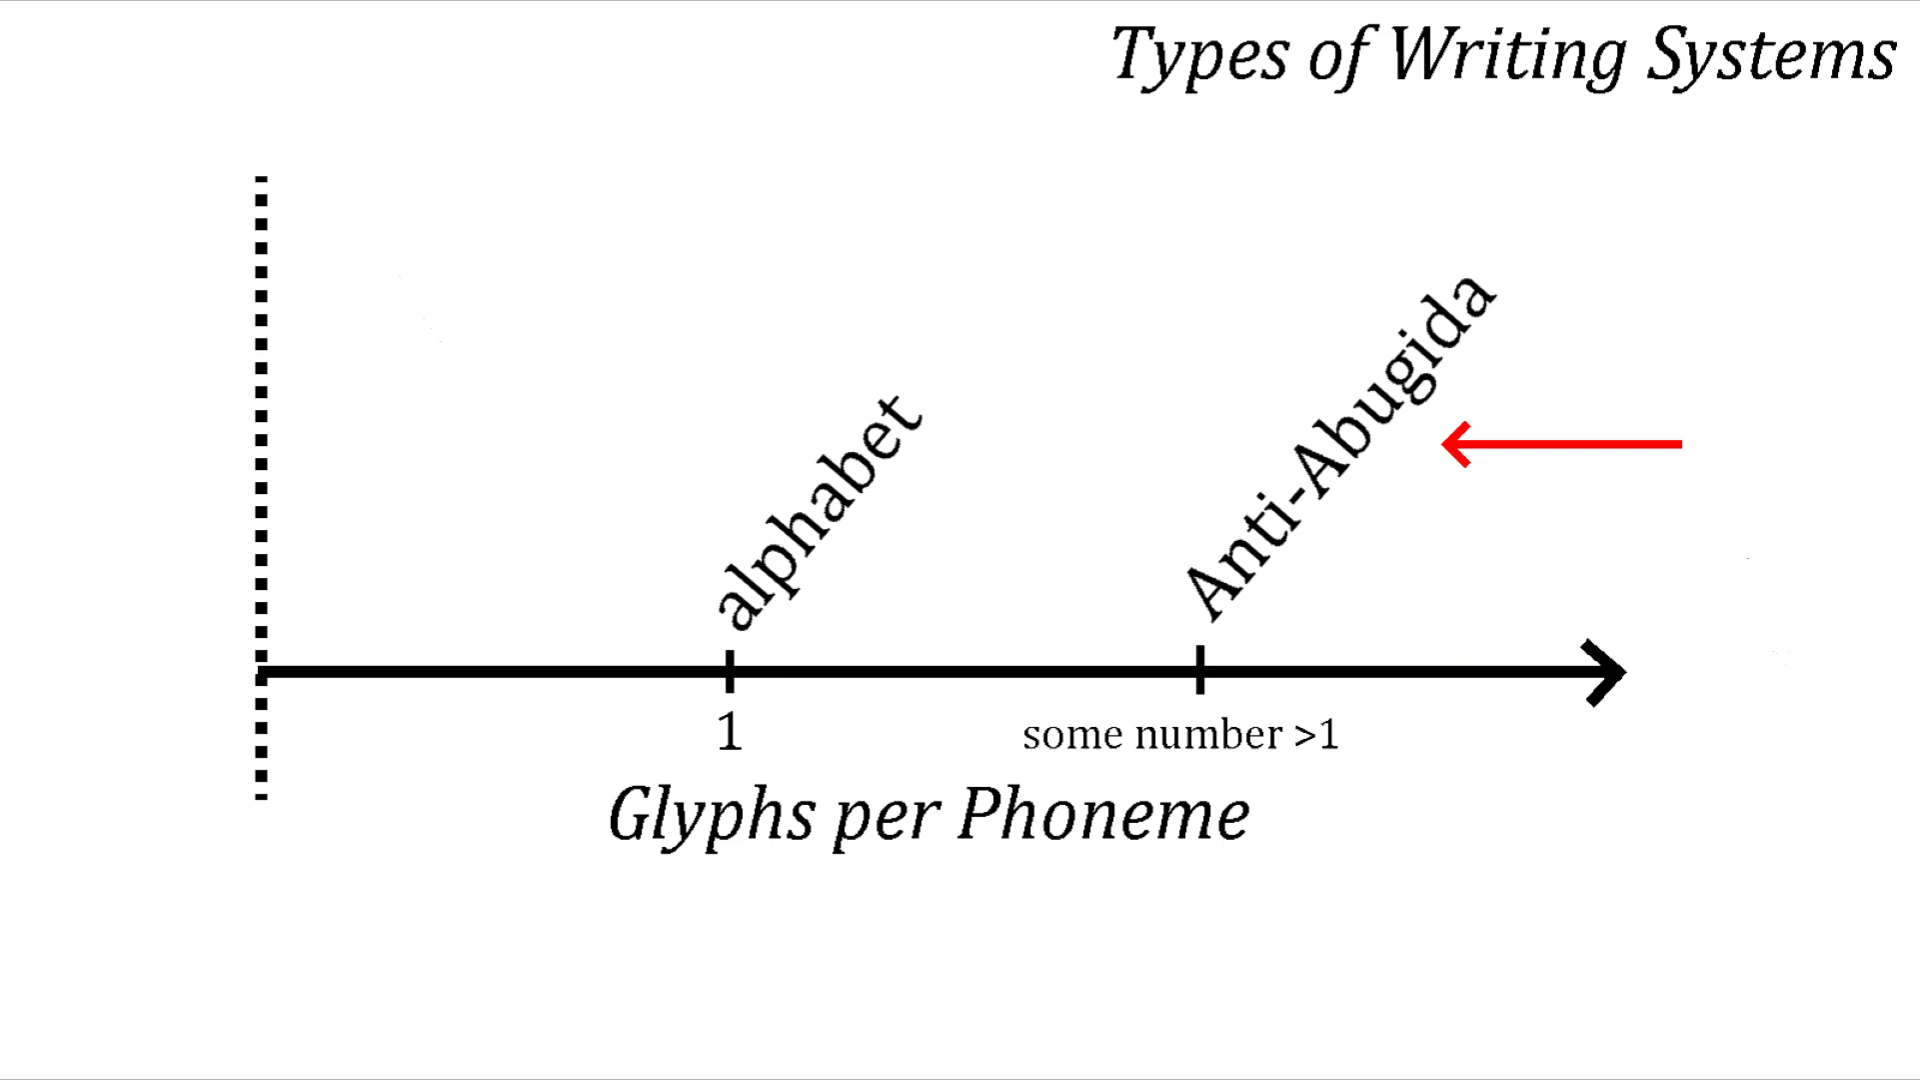 Types of Writing Systems
alphabet
Anti-Abugida
1
some number >1
Glyphs per Phoneme